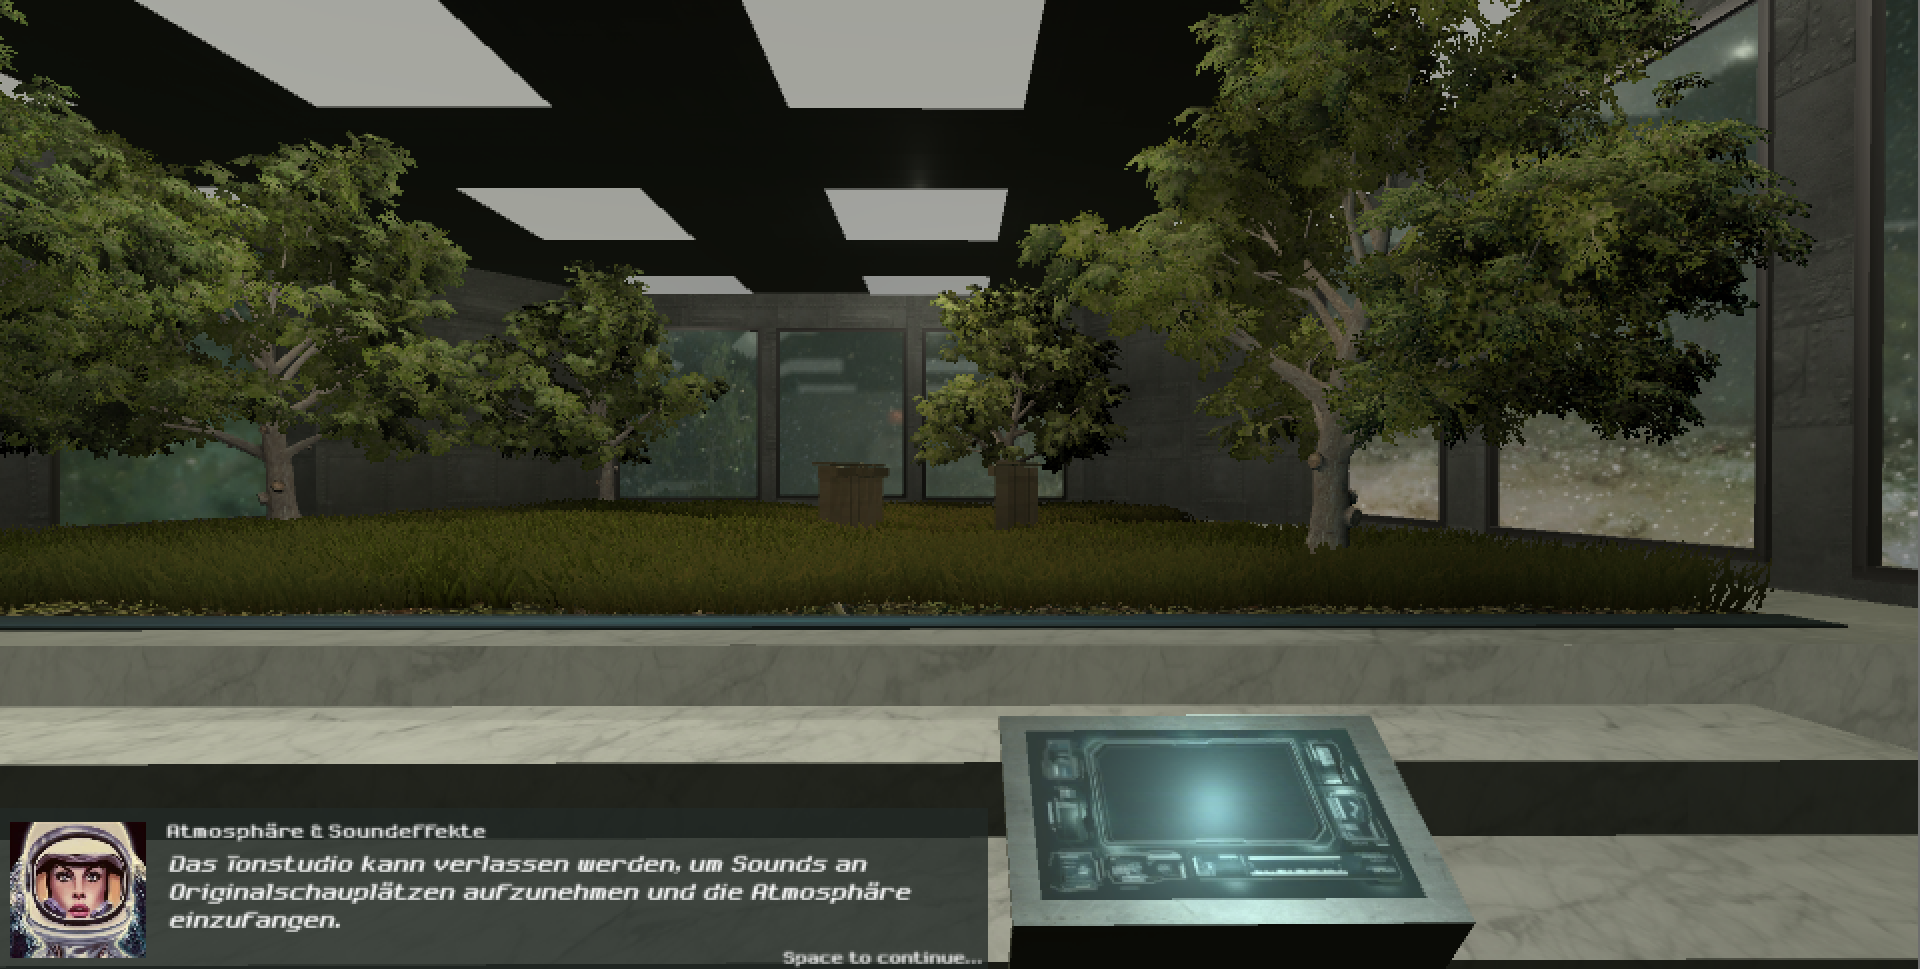 Atmosphäre & Soundeffekte
Das Tonstudio kann verlassen werden, um Sounds an
Originalschauplätzen aufzunehmen und die Atmosphäre
einzufangen.
Space to continue...